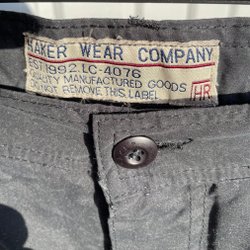 MAKER WEAR COMPANY
EST 1992 LC-4076
QUALITY MANUFACTURED GOODS
DO NOT REMOVE THIS LABEL
HR